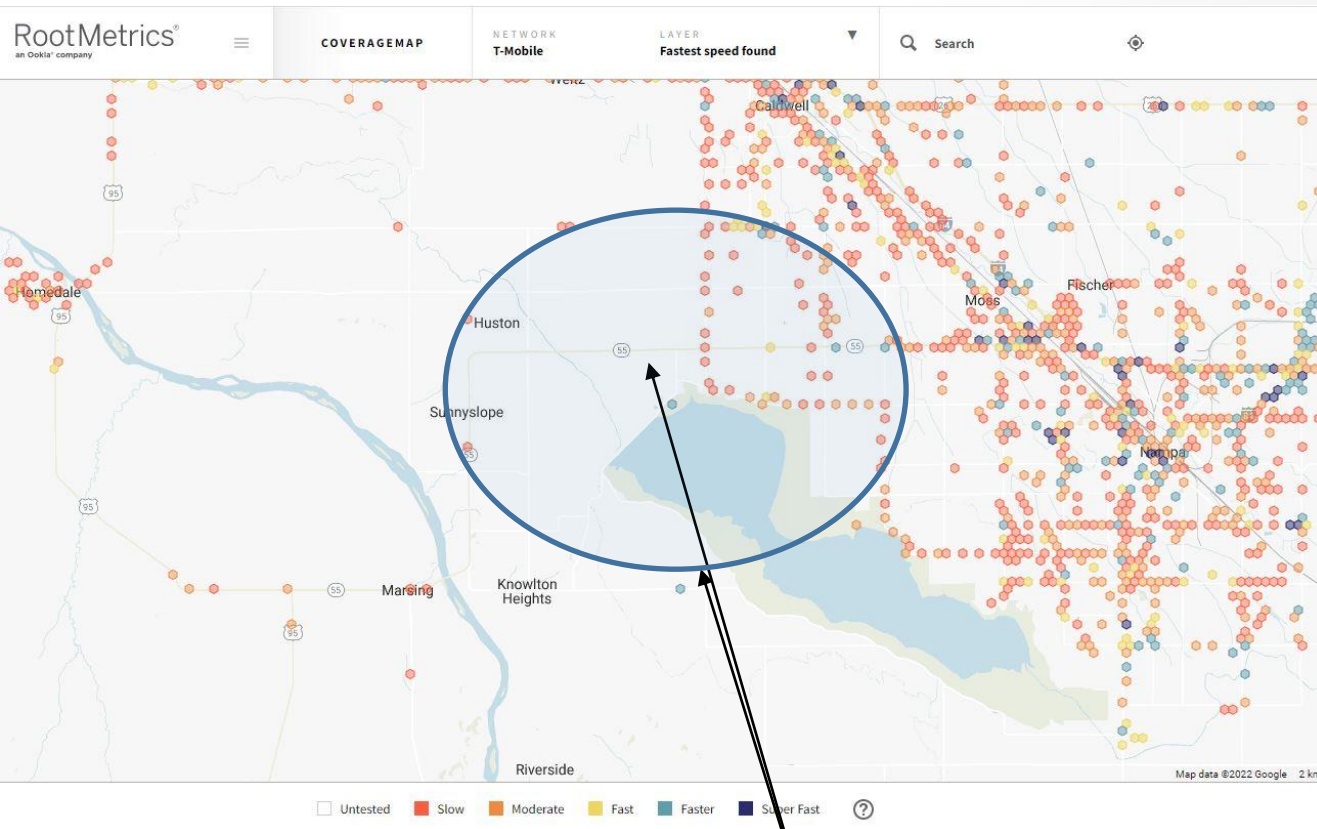 RootMetrics®
an Ookla® company
COVERAGEMAP
NETWORK
T-Mobile
LAYER
Fastest speed found
Search
Caldwell
95
Homedale
95
Huston
55
55
Moss
Fischer
Sunnyslope
55
Nampa
95
55
Marsing
Knowlton
Heights
95
Riverside
Map data ©2022 Google 2 km
Untested Slow Moderate Fast Faster Super Fast ?